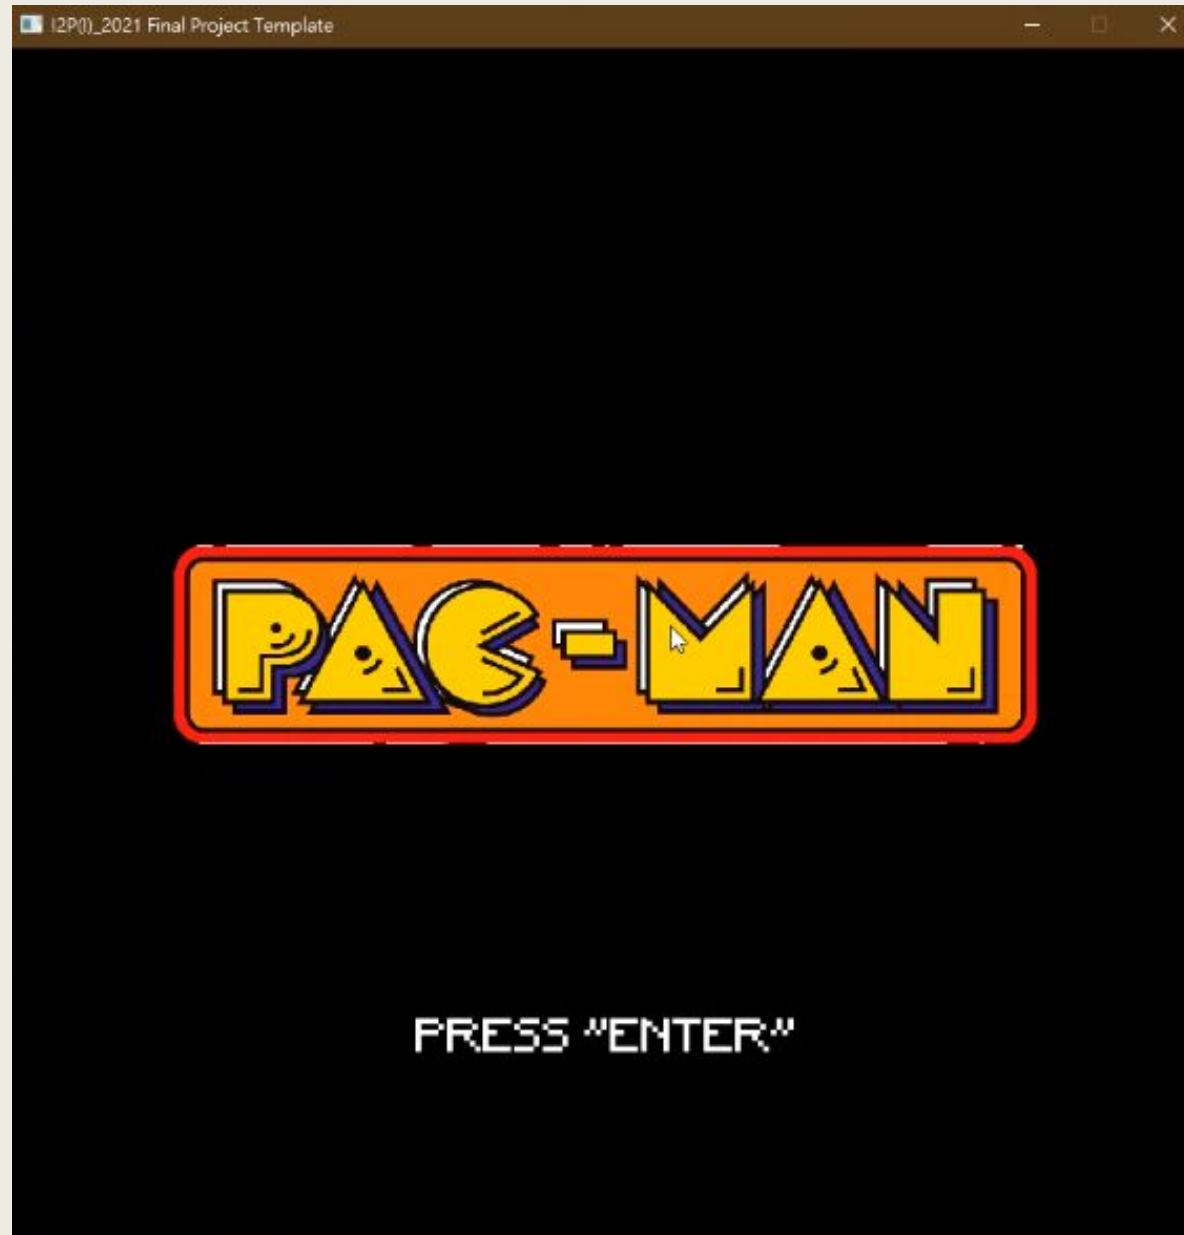 I2P(I)_2021 Final Project Template
PAC-MAN
PRESS "ENTER"